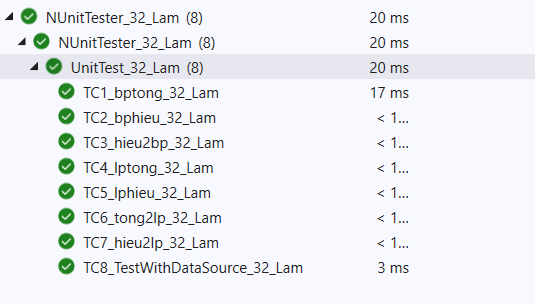 NUnitTester_32_Lam (8) 20 ms
NUnitTester_32_Lam (8) 20 ms
UnitTest_32_Lam (8) 20 ms
TC1_bptong_32_Lam 17 ms
TC2_bphieu_32_Lam < 1...
TC3_hieu2bp_32_Lam < 1...
TC4_lptong_32_Lam < 1...
TC5_lphieu_32_Lam < 1...
TC6_tong2lp_32_Lam < 1...
TC7_hieu2lp_32_Lam < 1...
TC8_TestWithDataSource_32_Lam 3 ms